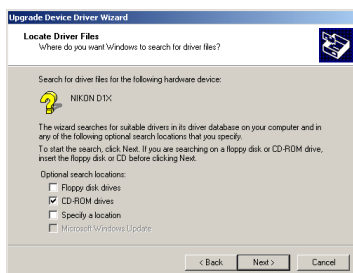 Upgrade Device Driver Wizard
Locate Driver Files
Where do you want Windows to search for driver files?
Search for driver files for the following hardware device:
NIKON D1X
The wizard searches for suitable drivers in its driver database on your computer and in
any of the following optional search locations that you specify.
To start the search, click Next. If you are searching on a floppy disk or CD-ROM drive,
insert the floppy disk or CD before clicking Next.
Optional search locations:
Floppy disk drives
CD-ROM drives
Specify a location
Microsoft Windows Update
< Back
Next >
Cancel